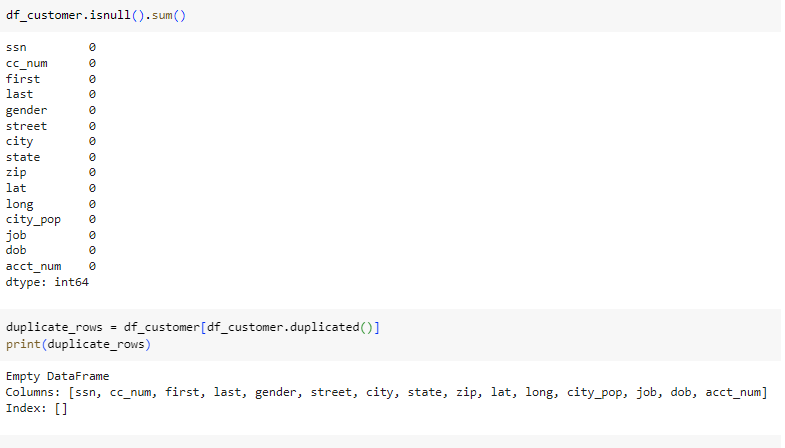 df_customer.isnull().sum()
ssn 0
cc_num 0
first 0
last 0
gender 0
street 0
city 0
state 0
zip 0
lat 0
long 0
city_pop 0
job 0
dob 0
acct_num 0
dtype: int64
duplicate_rows = df_customer[df_customer.duplicated()]
print(duplicate_rows)
Empty DataFrame
Columns: [ssn, cc_num, first, last, gender, street, city, state, zip, lat, long, city_pop, job, dob, acct_num]
Index: []